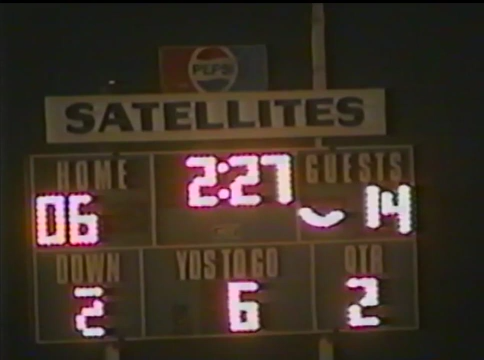 PEPSI
SATELLITES
HOME 2:27 GUESTS
06 14
DOWN YDS TO GO QTR
2 6 2